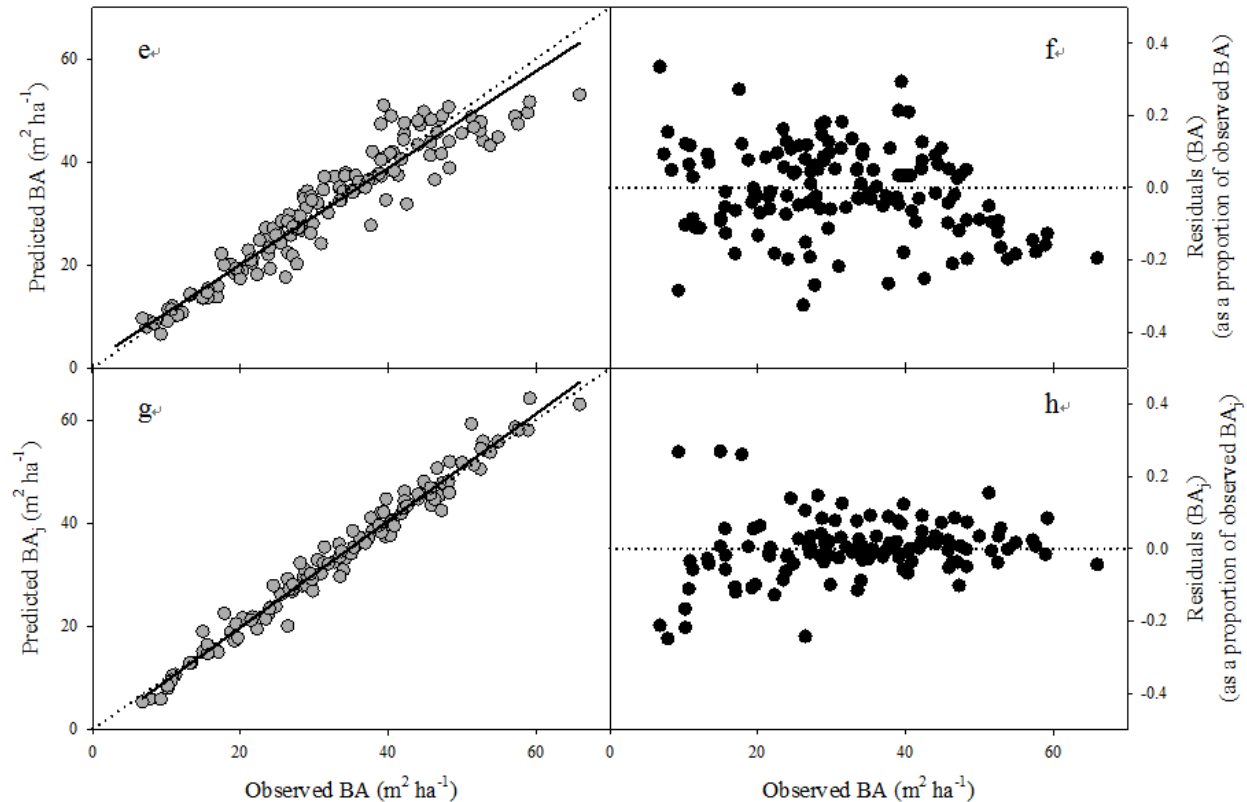 e↵
f↵
60
40
20
0
Predicted BA (m² ha⁻¹)
0.4
0.2
0.0
-0.2
-0.4
Residuals (BA)
(as a proportion of observed BA)
g↵
h↵
60
40
20
0
Predicted BAⱼ (m² ha⁻¹)
0.4
0.2
0.0
-0.2
-0.4
Residuals (BAⱼ)
(as a proportion of observed BAⱼ)
0 20 40 60 0 20 40 60
Observed BA (m² ha⁻¹) Observed BA (m² ha⁻¹)